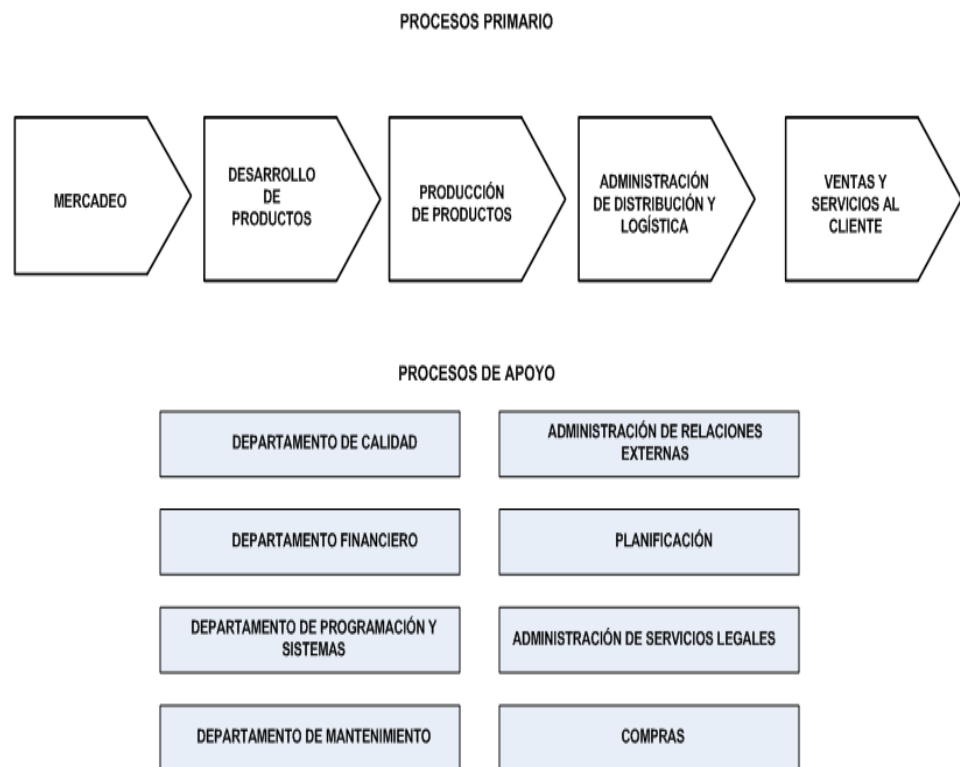 PROCESOS PRIMARIO
MERCADEO
DESARROLLO
DE
PRODUCTOS
PRODUCCIÓN
DE PRODUCTOS
ADMINISTRACIÓN
DE DISTRIBUCIÓN Y
LOGÍSTICA
VENTAS Y
SERVICIOS AL
CLIENTE
PROCESOS DE APOYO
DEPARTAMENTO DE CALIDAD
ADMINISTRACIÓN DE RELACIONES
EXTERNAS
DEPARTAMENTO FINANCIERO
PLANIFICACIÓN
DEPARTAMENTO DE PROGRAMACIÓN Y
SISTEMAS
ADMINISTRACIÓN DE SERVICIOS LEGALES
DEPARTAMENTO DE MANTENIMIENTO
COMPRAS